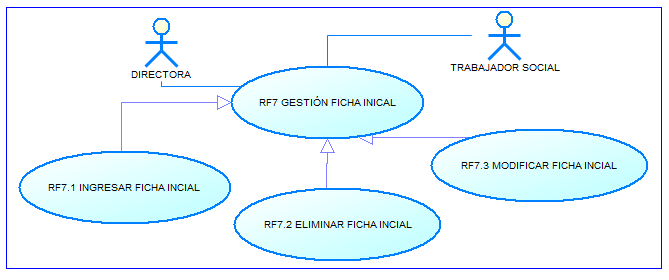 DIRECTORA
TRABAJADOR SOCIAL
RF7 GESTIÓN FICHA INICAL
RF7.1 INGRESAR FICHA INCIAL
RF7.2 ELIMINAR FICHA INCIAL
RF7.3 MODIFICAR FICHA INCIAL